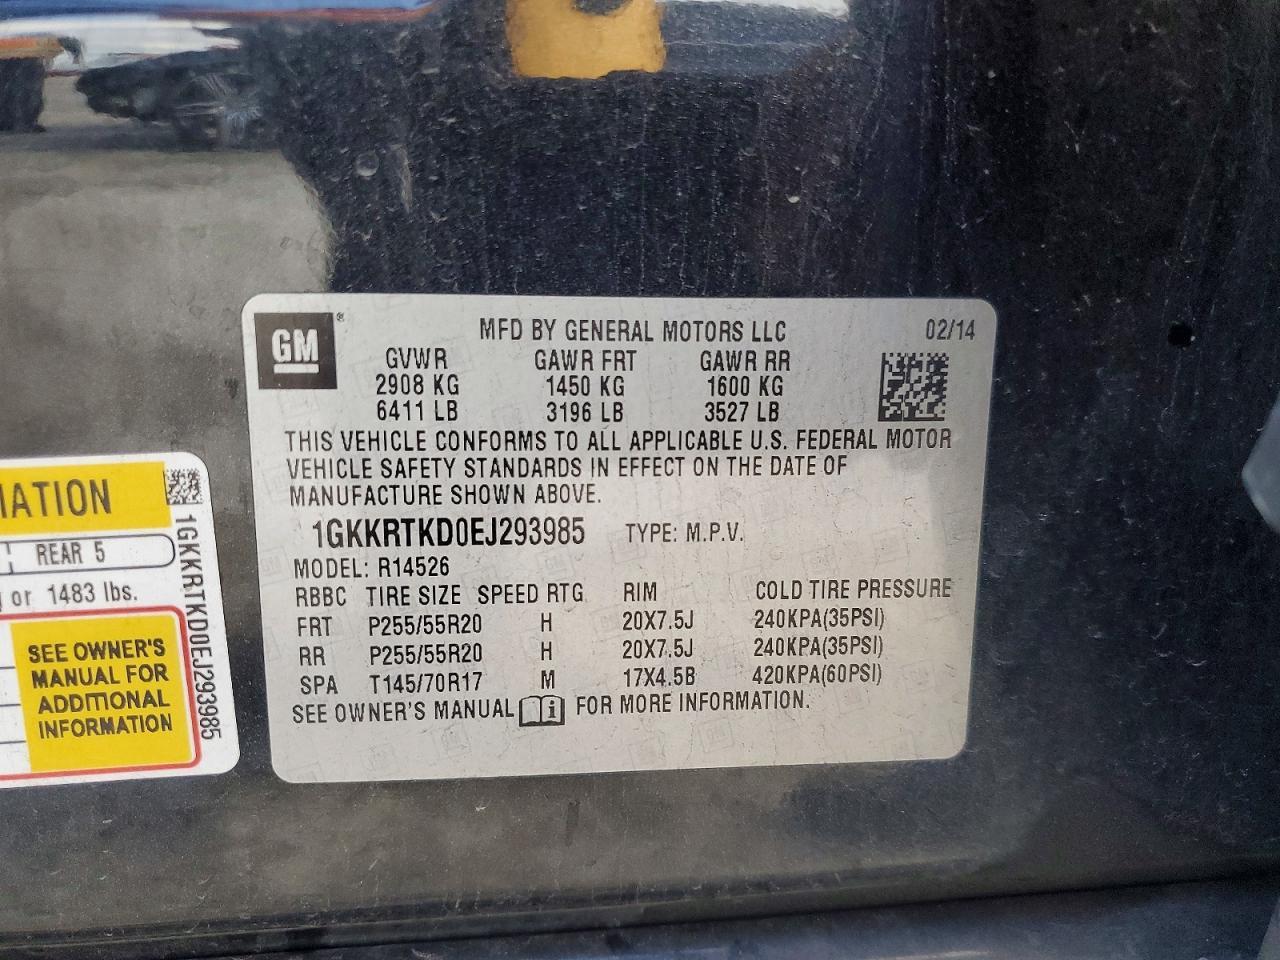 GM
®
MFD BY GENERAL MOTORS LLC
02/14
GVWR GAWR FRT GAWR RR
2908 KG 1450 KG 1600 KG
6411 LB 3196 LB 3527 LB
THIS VEHICLE CONFORMS TO ALL APPLICABLE U.S. FEDERAL MOTOR
VEHICLE SAFETY STANDARDS IN EFFECT ON THE DATE OF
MANUFACTURE SHOWN ABOVE.
1GKKRTKD0EJ293985 TYPE: M.P.V.
MODEL: R14526
RBBC TIRE SIZE SPEED RTG RIM COLD TIRE PRESSURE
FRT P255/55R20 H 20X7.5J 240KPA(35PSI)
RR P255/55R20 H 20X7.5J 240KPA(35PSI)
SPA T145/70R17 M 17X4.5B 420KPA(60PSI)
SEE OWNER'S MANUAL i FOR MORE INFORMATION.
MATION
REAR 5
or 1483 lbs.
SEE OWNER'S
MANUAL FOR
ADDITIONAL
INFORMATION
1GKKRTKD0EJ293985